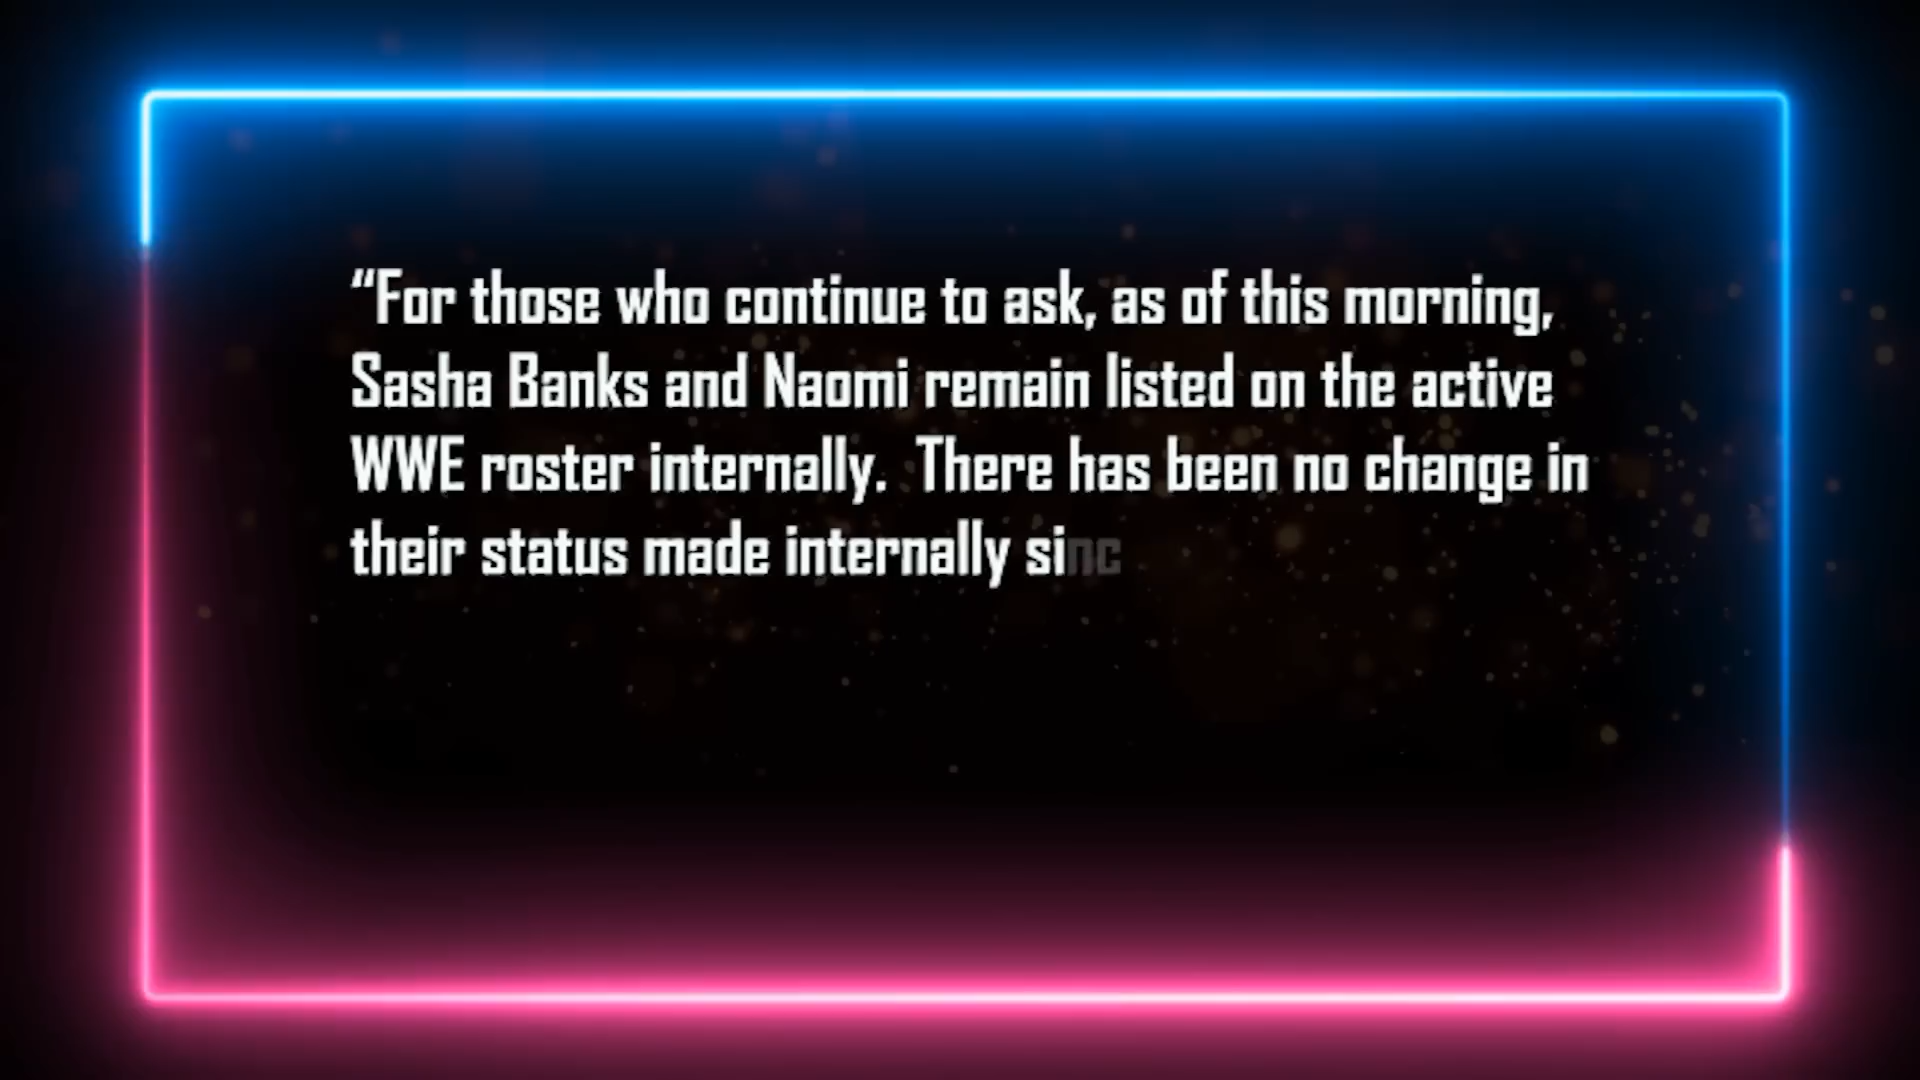 “For those who continue to ask, as of this morning,
Sasha Banks and Naomi remain listed on the active
WWE roster internally.  There has been no change in
their status made internally sinc